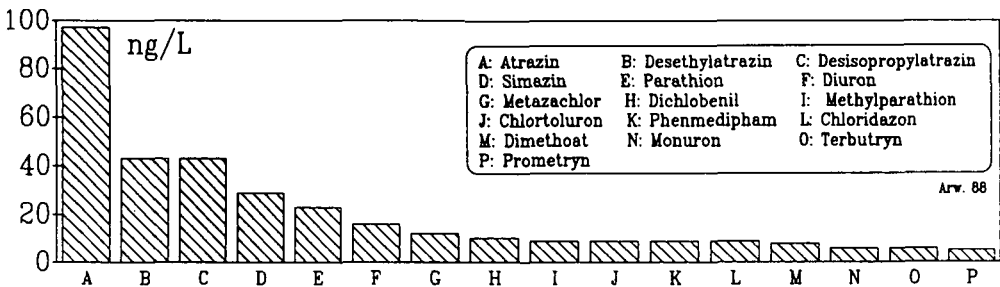 100
80
60
40
20
0
ng/L
A: Atrazin B: Desethylatrazin C: Desisopropylatrazin
D: Simazin E: Parathion F: Diuron
G: Metazachlor H: Dichlobenil I: Methylparathion
J: Chlortoluron K: Phenmedipham L: Chloridazon
M: Dimethoat N: Monuron O: Terbutryn
P: Prometryn
Arw. 88
A B C D E F G H I J K L M N O P